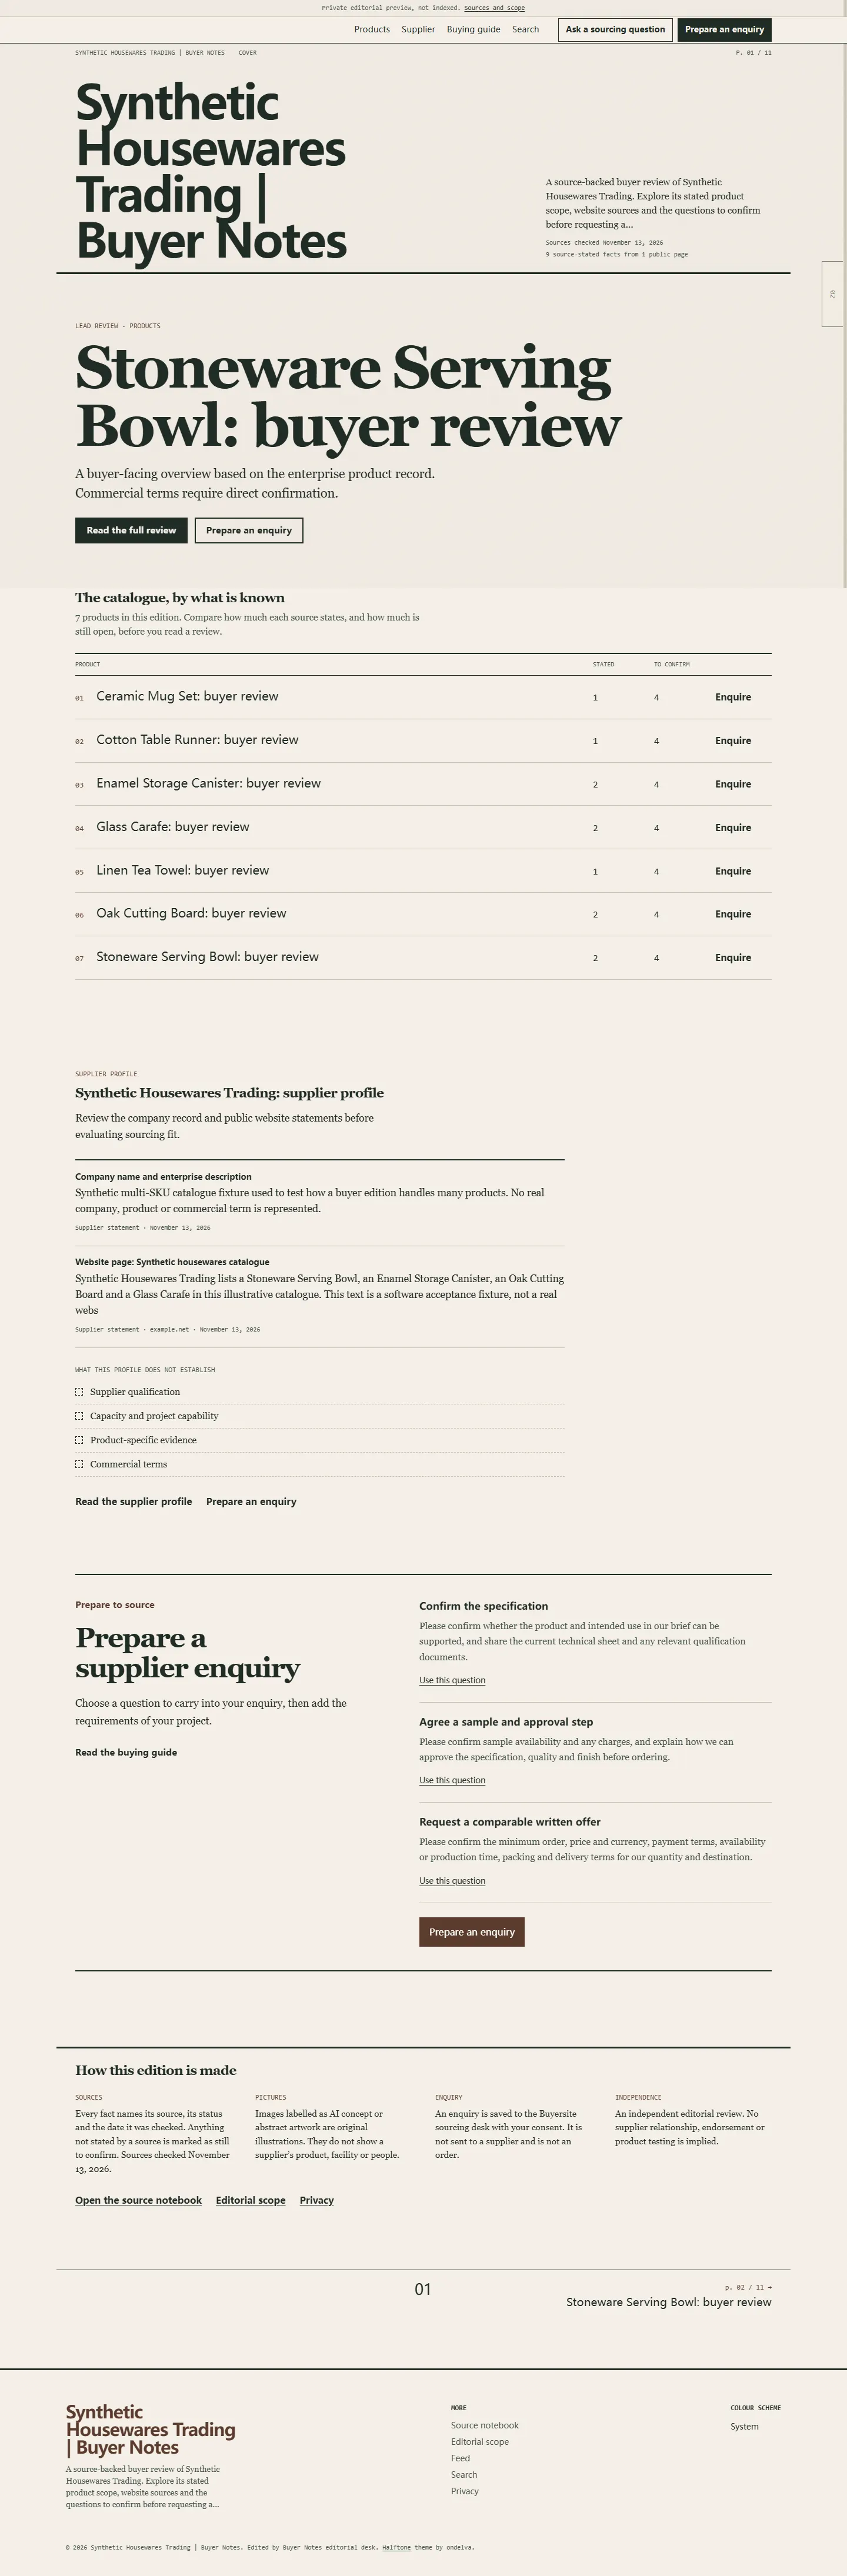 Private editorial preview, not indexed. Sources and scope
Products Supplier Buying guide Search Ask a sourcing question Prepare an enquiry
SYNTHETIC HOUSEWARES TRADING | BUYER NOTES COVER P. 01 / 11
Synthetic
Housewares
Trading |
Buyer Notes
A source-backed buyer review of Synthetic
Housewares Trading. Explore its stated product
scope, website sources and the questions to confirm
before requesting a…
Sources checked November 13, 2026
9 source-stated facts from 1 public page
02
LEAD REVIEW · PRODUCTS
Stoneware Serving
Bowl: buyer review
A buyer-facing overview based on the enterprise product record.
Commercial terms require direct confirmation.
Read the full review Prepare an enquiry
The catalogue, by what is known
7 products in this edition. Compare how much each source states, and how much is
still open, before you read a review.
PRODUCT STATED TO CONFIRM
01 Ceramic Mug Set: buyer review 1 4 Enquire
02 Cotton Table Runner: buyer review 1 4 Enquire
03 Enamel Storage Canister: buyer review 2 4 Enquire
04 Glass Carafe: buyer review 2 4 Enquire
05 Linen Tea Towel: buyer review 1 4 Enquire
06 Oak Cutting Board: buyer review 2 4 Enquire
07 Stoneware Serving Bowl: buyer review 2 4 Enquire
SUPPLIER PROFILE
Synthetic Housewares Trading: supplier profile
Review the company record and public website statements before
evaluating sourcing fit.
Company name and enterprise description
Synthetic multi-SKU catalogue fixture used to test how a buyer edition handles many products. No real
company, product or commercial term is represented.
Supplier statement · November 13, 2026
Website page: Synthetic housewares catalogue
Synthetic Housewares Trading lists a Stoneware Serving Bowl, an Enamel Storage Canister, an Oak Cutting
Board and a Glass Carafe in this illustrative catalogue. This text is a software acceptance fixture, not a real
webs
Supplier statement · example.net · November 13, 2026
WHAT THIS PROFILE DOES NOT ESTABLISH
Supplier qualification
Capacity and project capability
Product-specific evidence
Commercial terms
Read the supplier profile Prepare an enquiry
Prepare to source
Prepare a
supplier enquiry
Choose a question to carry into your enquiry, then add the
requirements of your project.
Read the buying guide
Confirm the specification
Please confirm whether the product and intended use in our brief can be
supported, and share the current technical sheet and any relevant qualification
documents.
Use this question
Agree a sample and approval step
Please confirm sample availability and any charges, and explain how we can
approve the specification, quality and finish before ordering.
Use this question
Request a comparable written offer
Please confirm the minimum order, price and currency, payment terms, availability
or production time, packing and delivery terms for our quantity and destination.
Use this question
Prepare an enquiry
How this edition is made
SOURCES
Every fact names its source, its status
and the date it was checked. Anything
not stated by a source is marked as still
to confirm. Sources checked November
13, 2026.
PICTURES
Images labelled as AI concept or
abstract artwork are original
illustrations. They do not show a
supplier's product, facility or people.
ENQUIRY
An enquiry is saved to the Buyersite
sourcing desk with your consent. It is
not sent to a supplier and is not an
order.
INDEPENDENCE
An independent editorial review. No
supplier relationship, endorsement or
product testing is implied.
Open the source notebook Editorial scope Privacy
01
p. 02 / 11 →
Stoneware Serving Bowl: buyer review
Synthetic
Housewares Trading
| Buyer Notes
A source-backed buyer review of Synthetic
Housewares Trading. Explore its stated
product scope, website sources and the
questions to confirm before requesting a…
MORE
Source notebook
Editorial scope
Feed
Search
Privacy
COLOUR SCHEME
System
© 2026 Synthetic Housewares Trading | Buyer Notes. Edited by Buyer Notes editorial desk. Halftone theme by ondelva.